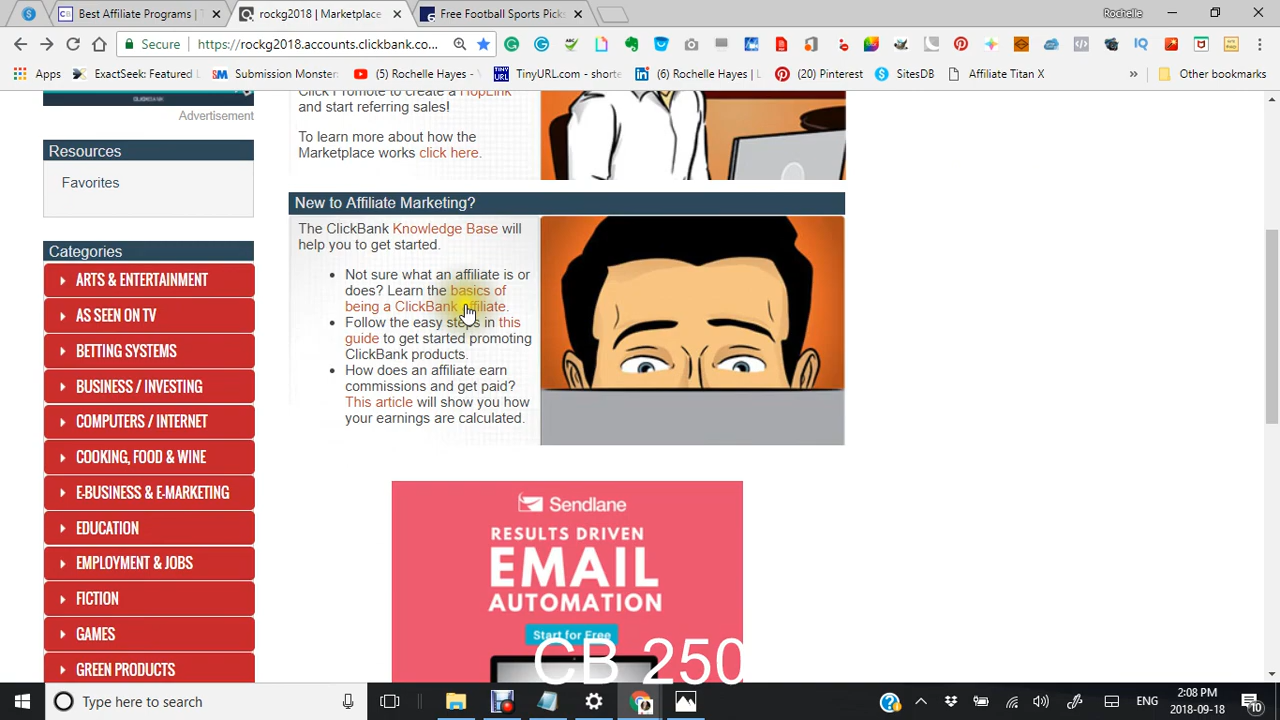 Best Affiliate Programs | T
rockg2018 | Marketplace
Free Football Sports Picks
Rochelle
Secure
https://rockg2018.accounts.clickbank.co...
Apps
ExactSeek: Featured L
Submission Monster:
(5) Rochelle Hayes - Y
TinyURL.com - shorte
(6) Rochelle Hayes | L
(20) Pinterest
SitesDB
Affiliate Titan X
»
Other bookmarks
CLICKBANK
Advertisement
Resources
Favorites
Categories
ARTS & ENTERTAINMENT
AS SEEN ON TV
BETTING SYSTEMS
BUSINESS / INVESTING
COMPUTERS / INTERNET
COOKING, FOOD & WINE
E-BUSINESS & E-MARKETING
EDUCATION
EMPLOYMENT & JOBS
FICTION
GAMES
GREEN PRODUCTS
Click Promote to create a HopLink
and start referring sales!
To learn more about how the
Marketplace works click here.
New to Affiliate Marketing?
The ClickBank Knowledge Base will
help you to get started.
• Not sure what an affiliate is or
does? Learn the basics of
being a ClickBank affiliate.
• Follow the easy steps in this
guide to get started promoting
ClickBank products.
• How does an affiliate earn
commissions and get paid?
This article will show you how
your earnings are calculated.
Sendlane
RESULTS DRIVEN
EMAIL
AUTOMATION
Start for Free
CB 250
Type here to search
ENG
2:08 PM
2018-09-18
10